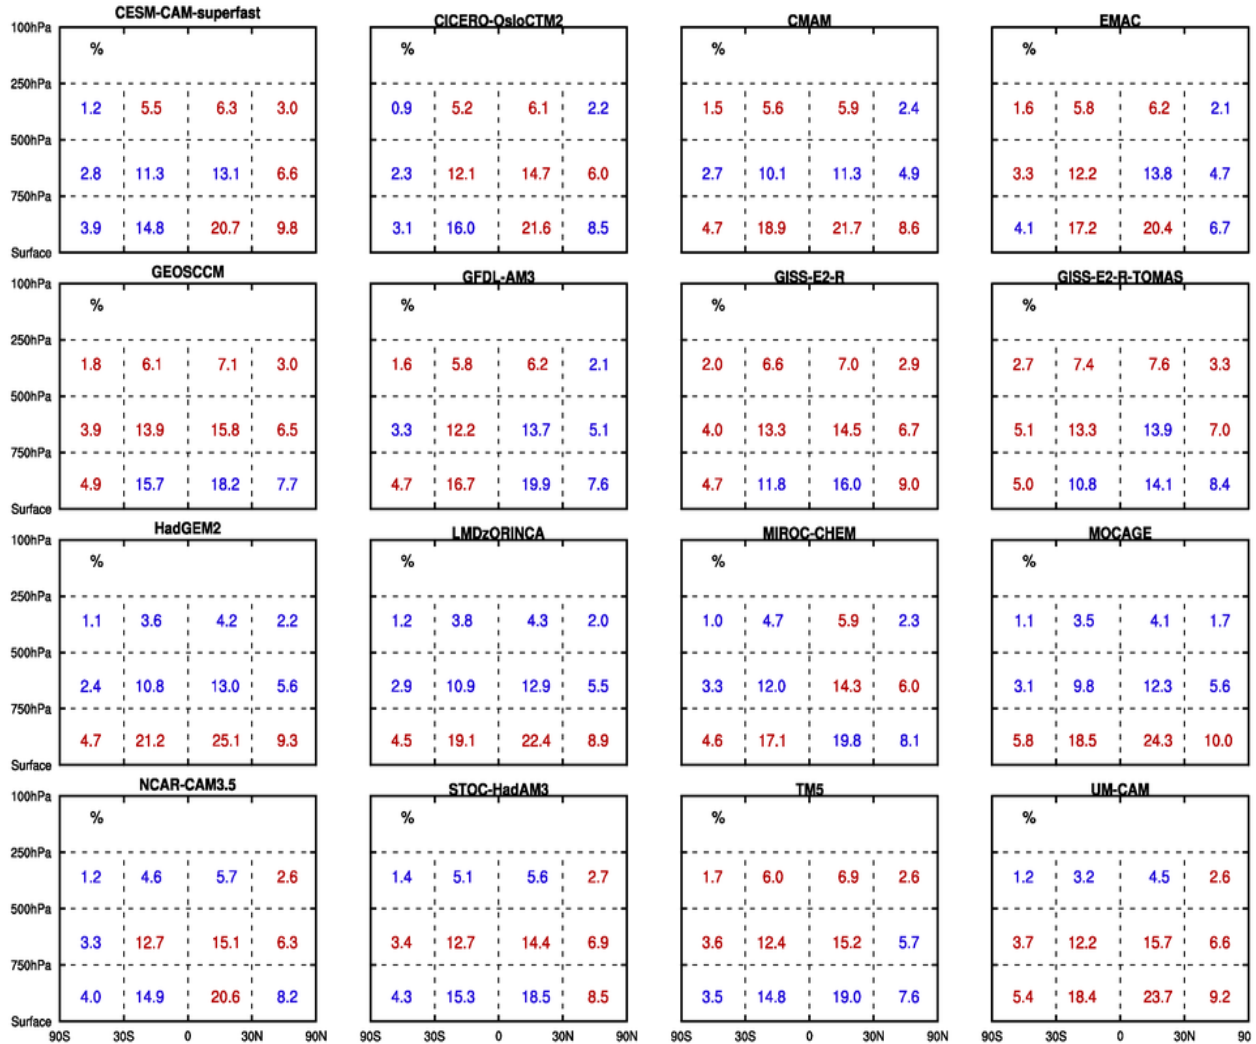 CESM-CAM-superfast CICERO-OsloCTM2 CMAM EMAC
100hPa
% % % %
250hPa
1.2 5.5 6.3 3.0 0.9 5.2 6.1 2.2 1.5 5.6 5.9 2.4 1.6 5.8 6.2 2.1
500hPa
2.8 11.3 13.1 6.6 2.3 12.1 14.7 6.0 2.7 10.1 11.3 4.9 3.3 12.2 13.8 4.7
750hPa
3.9 14.8 20.7 9.8 3.1 16.0 21.6 8.5 4.7 18.9 21.7 8.6 4.1 17.2 20.4 6.7
Surface
GEOSCCM GFDL-AM3 GISS-E2-R GISS-E2-R-TOMAS
100hPa
% % % %
250hPa
1.8 6.1 7.1 3.0 1.6 5.8 6.2 2.1 2.0 6.6 7.0 2.9 2.7 7.4 7.6 3.3
500hPa
3.9 13.9 15.8 6.5 3.3 12.2 13.7 5.1 4.0 13.3 14.5 6.7 5.1 13.3 13.9 7.0
750hPa
4.9 15.7 18.2 7.7 4.7 16.7 19.9 7.6 4.7 11.8 16.0 9.0 5.0 10.8 14.1 8.4
Surface
HadGEM2 LMDzORINCA MIROC-CHEM MOCAGE
100hPa
% % % %
250hPa
1.1 3.6 4.2 2.2 1.2 3.8 4.3 2.0 1.0 4.7 5.9 2.3 1.1 3.5 4.1 1.7
500hPa
2.4 10.8 13.0 5.6 2.9 10.9 12.9 5.5 3.3 12.0 14.3 6.0 3.1 9.8 12.3 5.6
750hPa
4.7 21.2 25.1 9.3 4.5 19.1 22.4 8.9 4.6 17.1 19.8 8.1 5.8 18.5 24.3 10.0
Surface
NCAR-CAM3.5 STOC-HadAM3 TM5 UM-CAM
100hPa
% % % %
250hPa
1.2 4.6 5.7 2.6 1.4 5.1 5.6 2.7 1.7 6.0 6.9 2.6 1.2 3.2 4.5 2.6
500hPa
3.3 12.7 15.1 6.3 3.4 12.7 14.4 6.9 3.6 12.4 15.2 5.7 3.7 12.2 15.7 6.6
750hPa
4.0 14.9 20.6 8.2 4.3 15.3 18.5 8.5 3.5 14.8 19.0 7.6 5.4 18.4 23.7 9.2
Surface
90S 30S 0 30N 90N 90S 30S 0 30N 90N 90S 30S 0 30N 90N 90S 30S 0 30N 90